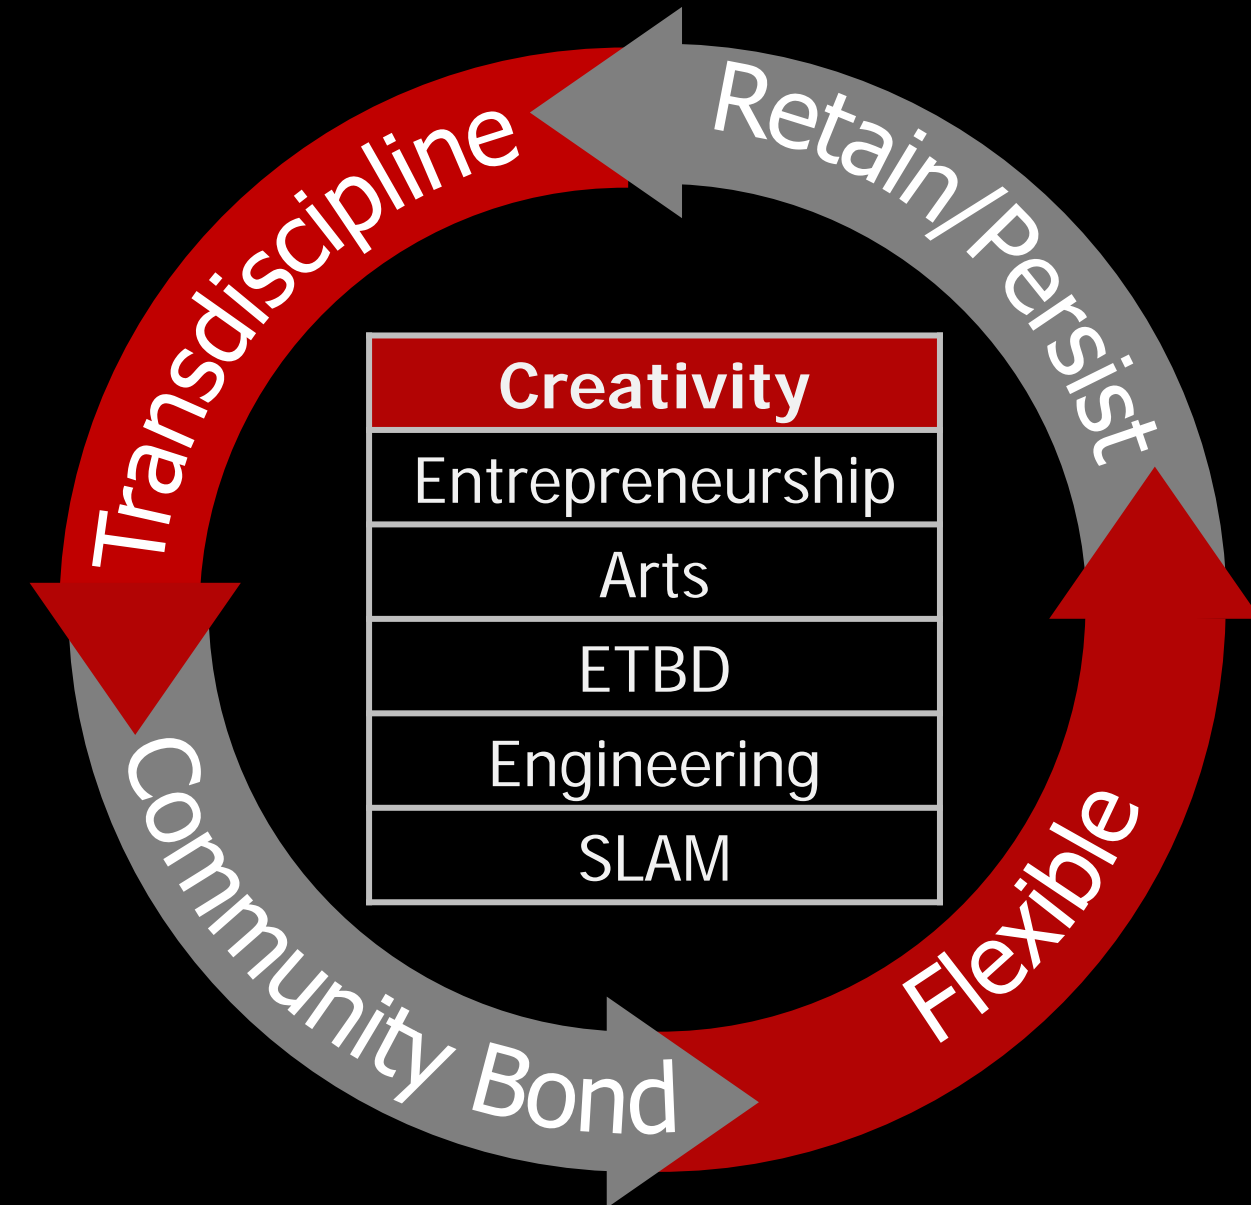 Transdiscipline
Retain/Persist
Creativity
Entrepreneurship
Arts
ETBD
Engineering
SLAM
Community Bond
Flexible